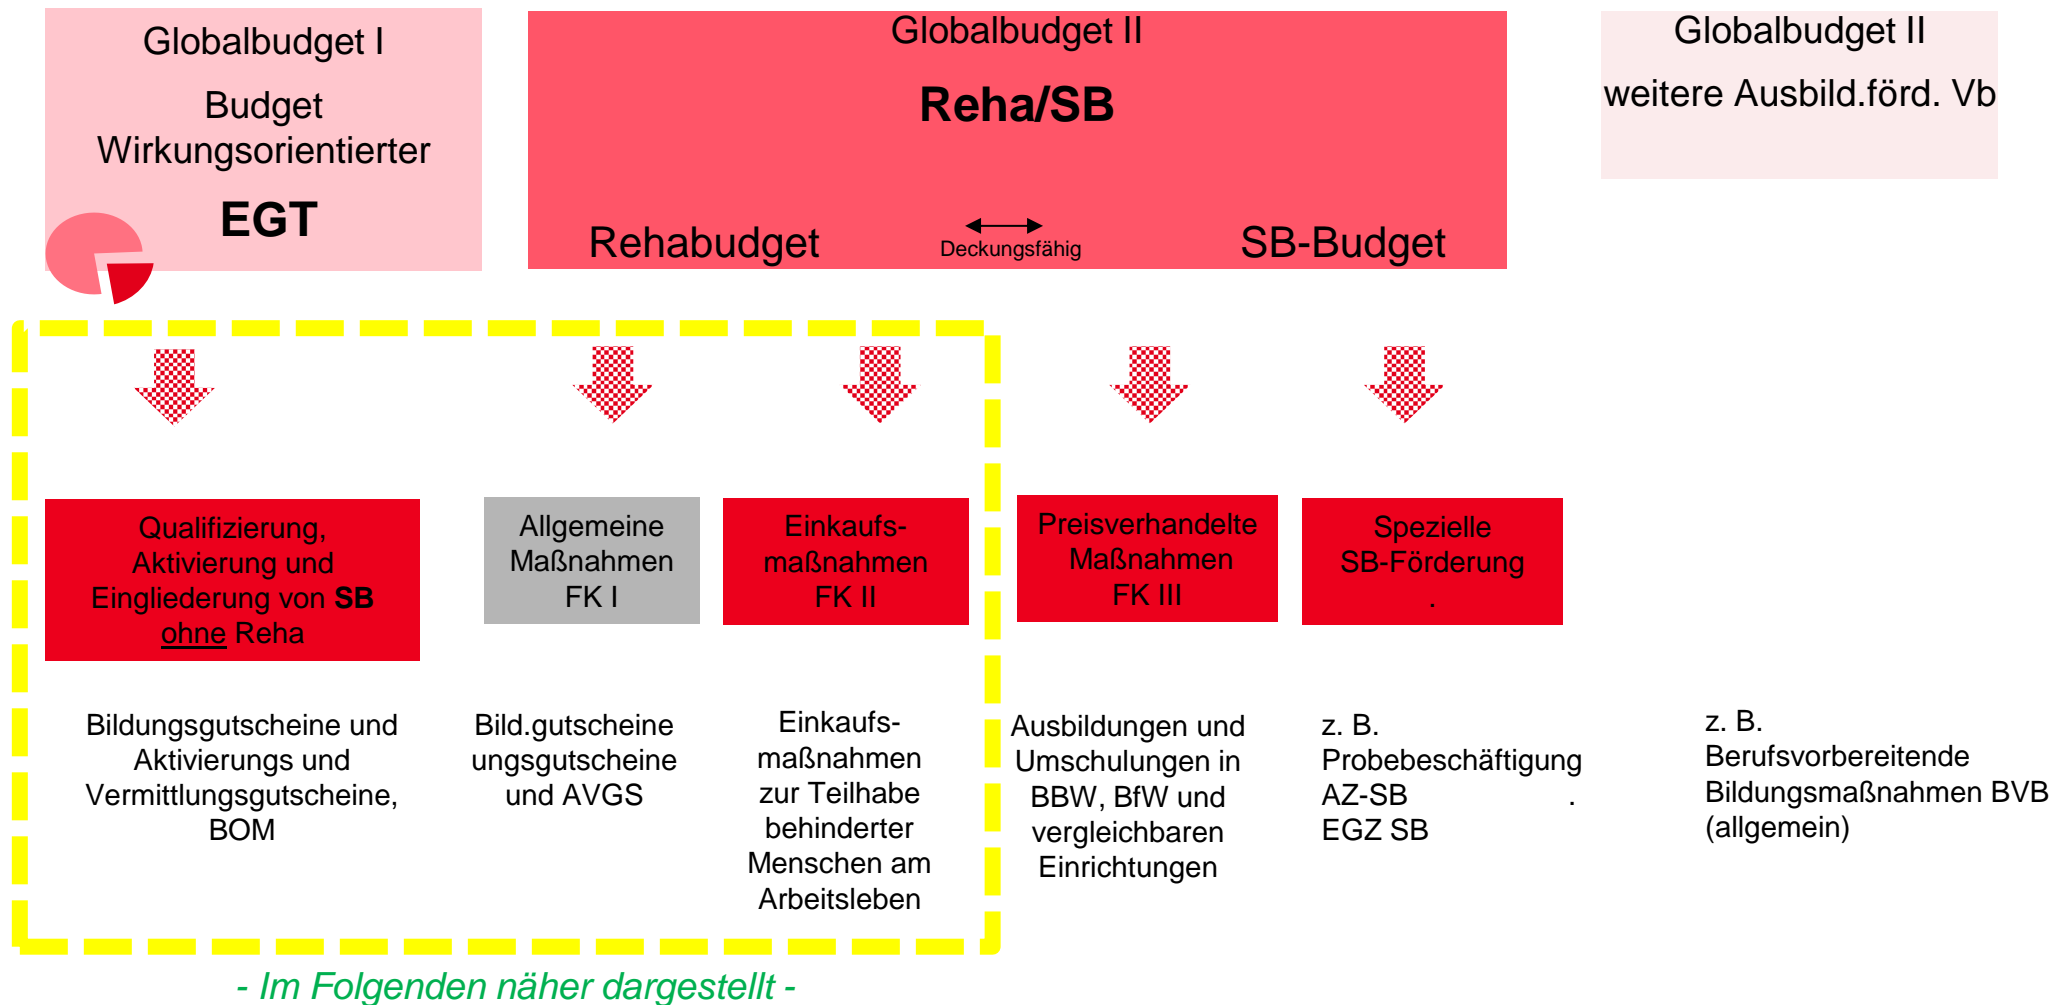 Globalbudget I
Budget
Wirkungsorientierter
EGT
Globalbudget II
Reha/SB
Rehabudget
Deckungsfähig
SB-Budget
Globalbudget II
weitere Ausbild.förd. Vb
Qualifizierung,
Aktivierung und
Eingliederung von SB
ohne Reha
Allgemeine
Maßnahmen
FK I
Einkaufs-
maßnahmen
FK II
Preisverhandelte
Maßnahmen
FK III
Spezielle
SB-Förderung
.
Bildungsgutscheine und
Aktivierungs und
Vermittlungsgutscheine,
BOM
Bild.gutscheine
ungsgutscheine
und AVGS
Einkaufs-
maßnahmen
zur Teilhabe
behinderter
Menschen am
Arbeitsleben
Ausbildungen und
Umschulungen in
BBW, BfW und
vergleichbaren
Einrichtungen
z. B.
Probebeschäftigung
AZ-SB .
EGZ SB
z. B.
Berufsvorbereitende
Bildungsmaßnahmen BVB
(allgemein)
- Im Folgenden näher dargestellt -